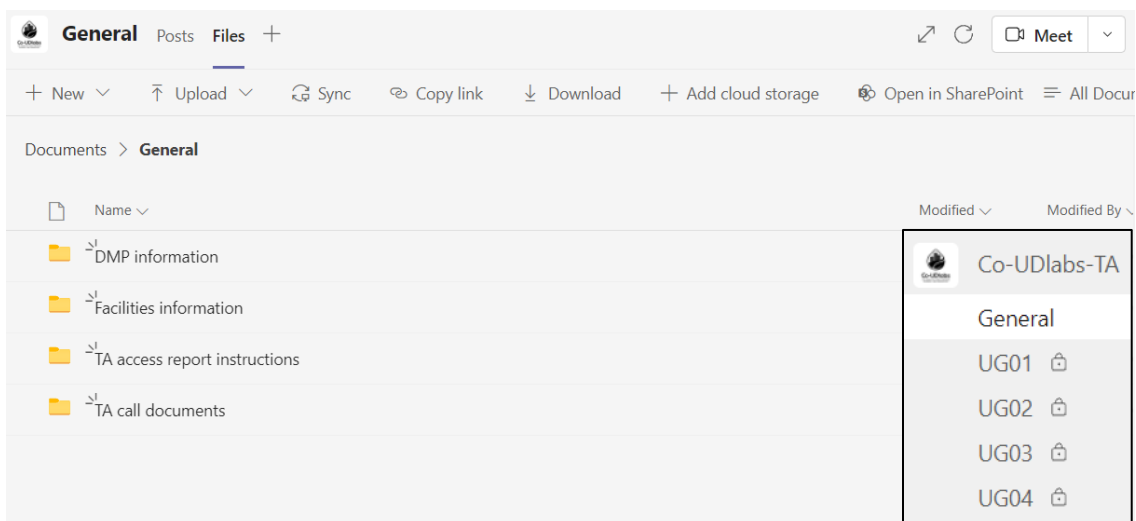 General Posts Files
Meet
New Upload Sync Copy link Download Add cloud storage Open in SharePoint All Docum
Documents > General
Name Modified Modified By
DMP information
Facilities information
TA access report instructions
TA call documents
Co-UDlabs-TA
General
UG01
UG02
UG03
UG04